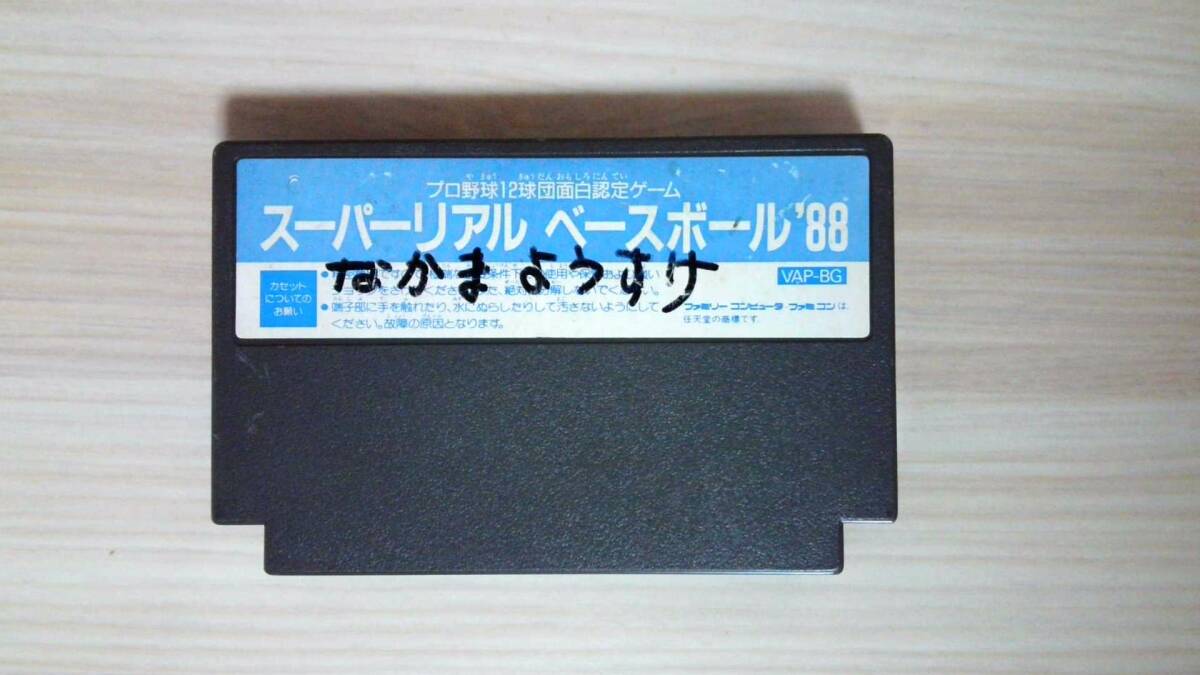 プロ野球12球団面白認定ゲーム
スーパーリアル ベースボール'88
なかまようすけ
VAP-BG
カセット
についての
お願い
ください。故障の原因となります。
●端子部に手を触れたり、水にぬらしたりして汚さないようにして
ファミリーコンピュータ ファミコンは
任天堂の商標です。